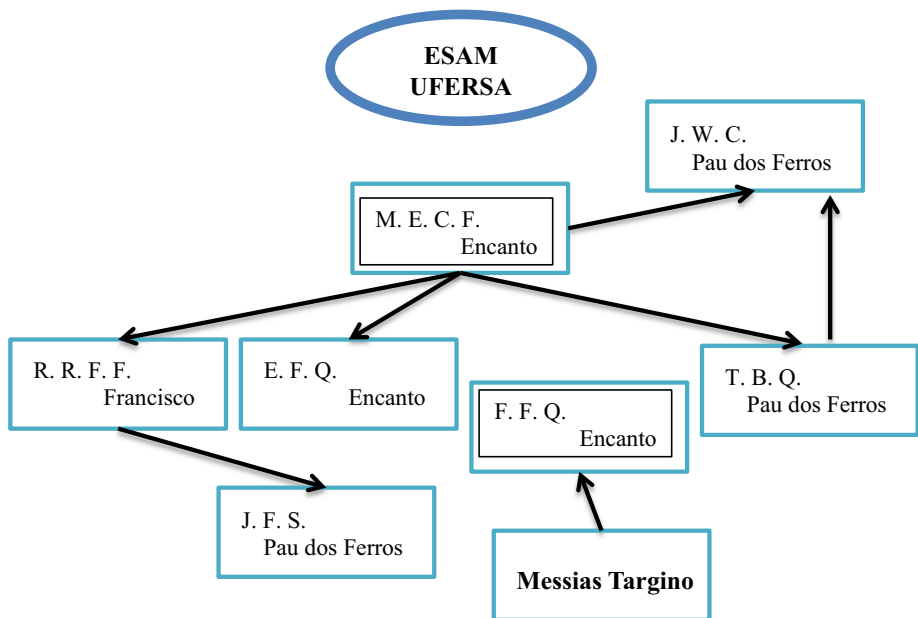 ESAM
UFERSA
J. W. C.
Pau dos Ferros
M. E. C. F.
Encanto
R. R. F. F.
Francisco
E. F. Q.
Encanto
T. B. Q.
Pau dos Ferros
F. F. Q.
Encanto
J. F. S.
Pau dos Ferros
Messias Targino